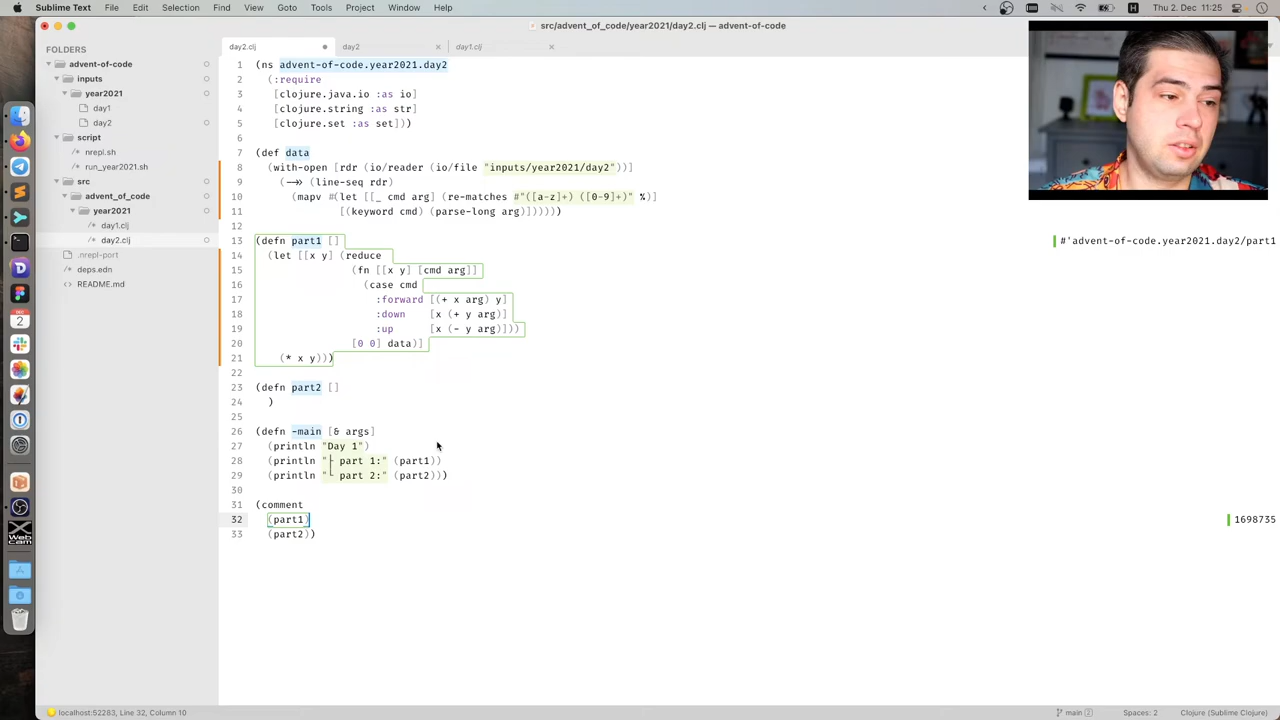 Sublime Text File Edit Selection Find View Goto Tools Project Window Help
Thu 2
src/advent_of_code/year2021/day2.clj — advent-of-code
FOLDERS
advent-of-code
inputs
year2021
day1
day2
script
nrepl.sh
run_year2021.sh
src
advent_of_code
year2021
day1.clj
day2.clj
.nrepl-port
deps.edn
README.md
DEC
2
day2.clj day2 day1.clj
1 (ns advent-of-code.year2021.day2
2 (:require
3 [clojure.java.io :as io]
4 [clojure.string :as str]
5 [clojure.set :as set]))
6
7 (def data
8 (with-open [rdr (io/reader (io/file "inputs/year2021/day2"))]
9 (->> (line-seq rdr)
10 (mapv #(let [[_ cmd arg] (re-matches #"([a-z]+) ([0-9]+)" %)]
11 [(keyword cmd) (parse-long arg)])))))
12
13 (defn part1 []
14 (let [[x y] (reduce
15 (fn [[x y] [cmd arg]]
16 (case cmd
17 :forward [(+ x arg) y]
18 :down [x (+ y arg)]
19 :up [x (- y arg)]))
20 [0 0] data)]
21 (* x y)))
22
23 (defn part2 []
24 )
25
26 (defn -main [& args]
27 (println "Day 1")
28 (println "├ part 1:" (part1))
29 (println "└ part 2:" (part2)))
30
31 (comment
32 (part1)
33 (part2))
#'advent-of-code.year2021.day2/part1
1698735
localhost:52283, Line 32, Column 10
main 2 Spaces: 2 Clojure (Sublime Clojure)